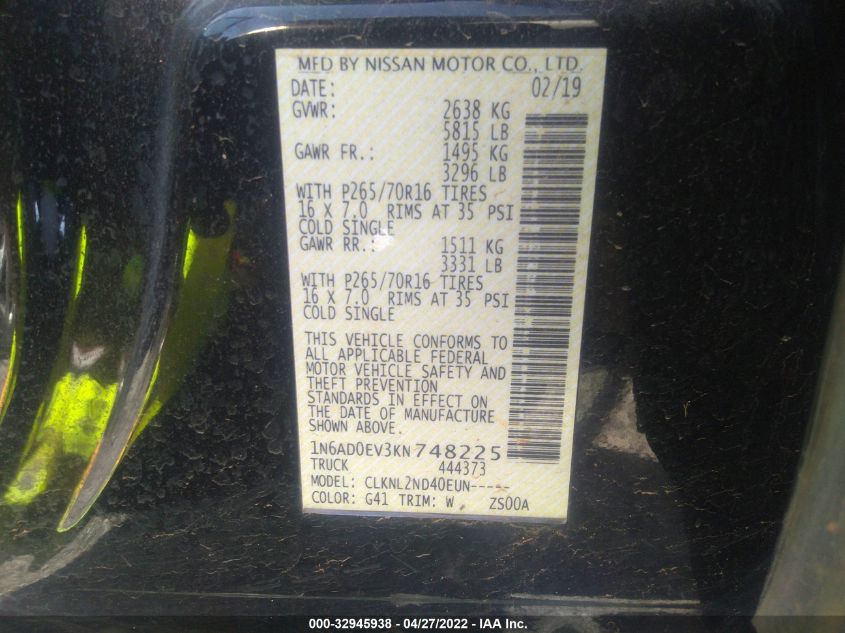 MFD BY NISSAN MOTOR CO., LTD.
DATE: 02/19
GVWR: 2638 KG
5815 LB
GAWR FR.: 1495 KG
3296 LB
WITH P265/70R16 TIRES
16 X 7.0 RIMS AT 35 PSI
COLD SINGLE
GAWR RR.: 1511 KG
3331 LB
WITH P265/70R16 TIRES
16 X 7.0 RIMS AT 35 PSI
COLD SINGLE
THIS VEHICLE CONFORMS TO
ALL APPLICABLE FEDERAL
MOTOR VEHICLE SAFETY AND
THEFT PREVENTION
STANDARDS IN EFFECT ON
THE DATE OF MANUFACTURE
SHOWN ABOVE.
1N6AD0EV3KN748225
TRUCK 444373
MODEL: CLKNL2ND40EUN-----
COLOR: G41 TRIM: W ZS00A
000-32945938 - 04/27/2022 - IAA Inc.